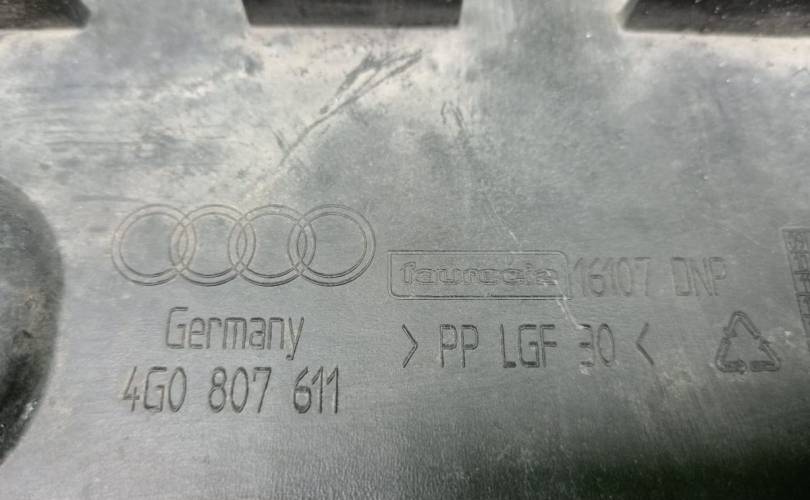 faurecia 16107 DNP
Germany
> PP LGF 30 <
4G0 807 611